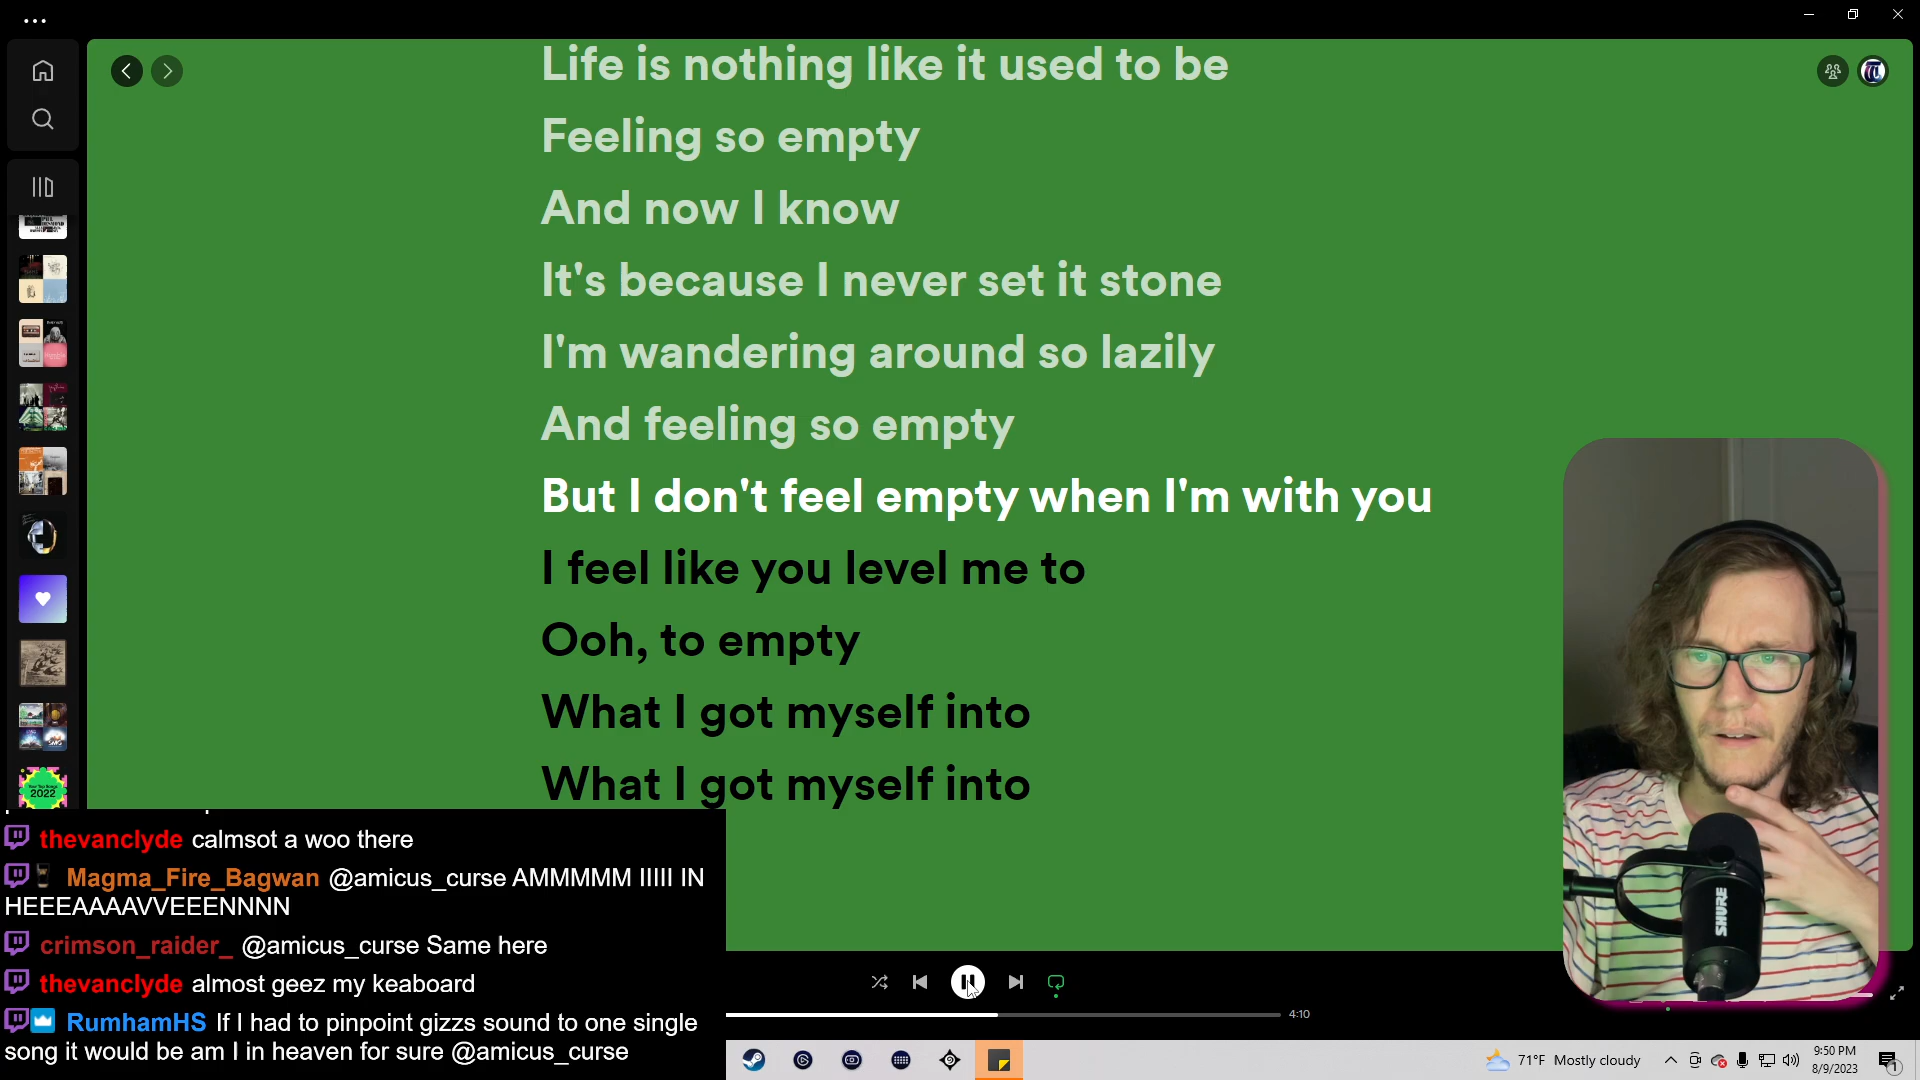 Life is nothing like it used to be
Feeling so empty
And now I know
It's because I never set it stone
I'm wandering around so lazily
And feeling so empty
But I don't feel empty when I'm with you
I feel like you level me to
Ooh, to empty
What I got myself into
What I got myself into
2022
thevanclyde calmsot a woo there
Magma_Fire_Bagwan @amicus_curse AMMMMM IIIII IN
HEEEAAAAVVEEENNNN
crimson_raider_ @amicus_curse Same here
thevanclyde almost geez my keaboard
RumhamHS If I had to pinpoint gizzs sound to one single
song it would be am I in heaven for sure @amicus_curse
SHURE
4:10
71°F Mostly cloudy
9:50 PM
8/9/2023
1